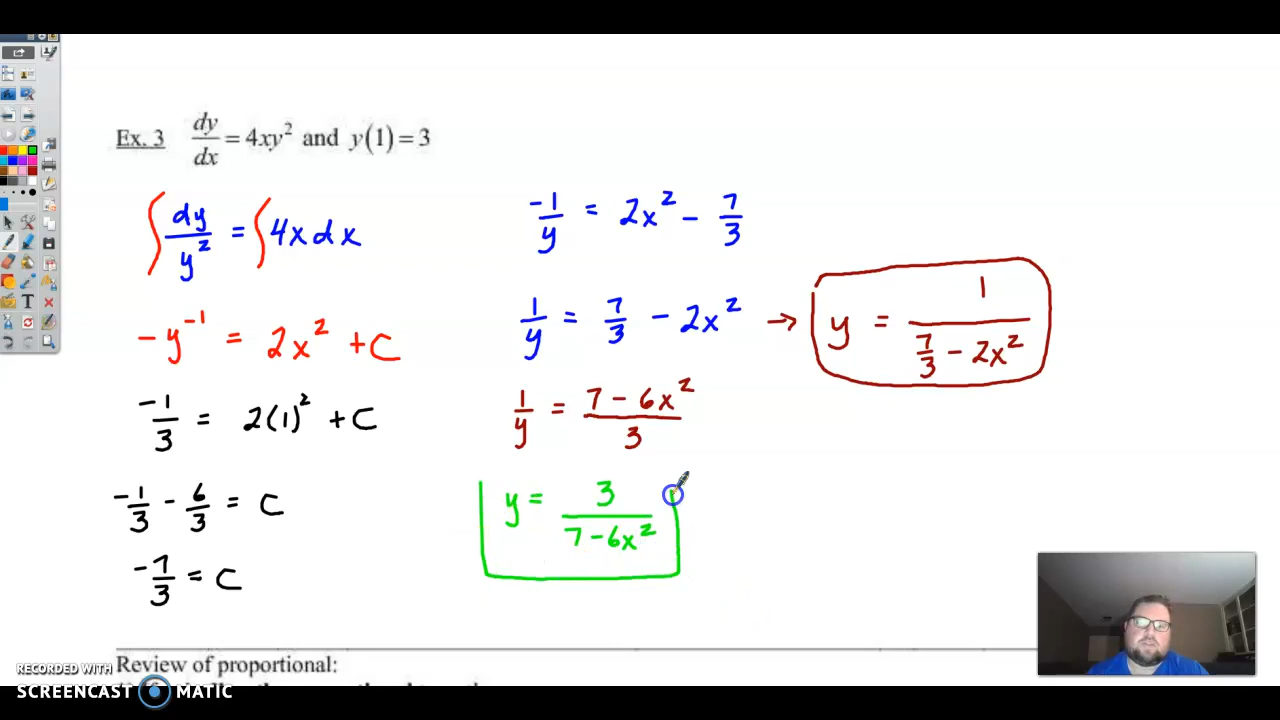 Ex. 3 dy/dx = 4xy² and y(1) = 3
∫ dy/y² = ∫ 4x dx
-y⁻¹ = 2x² + C
-1/3 = 2(1)² + C
-1/3 - 6/3 = C
-7/3 = C
-1/y = 2x² - 7/3
1/y = 7/3 - 2x² → y = 1/(7/3 - 2x²)
1/y = (7 - 6x²)/3
y = 3/(7 - 6x²)
Review of proportional:
RECORDED WITH
SCREENCAST MATIC